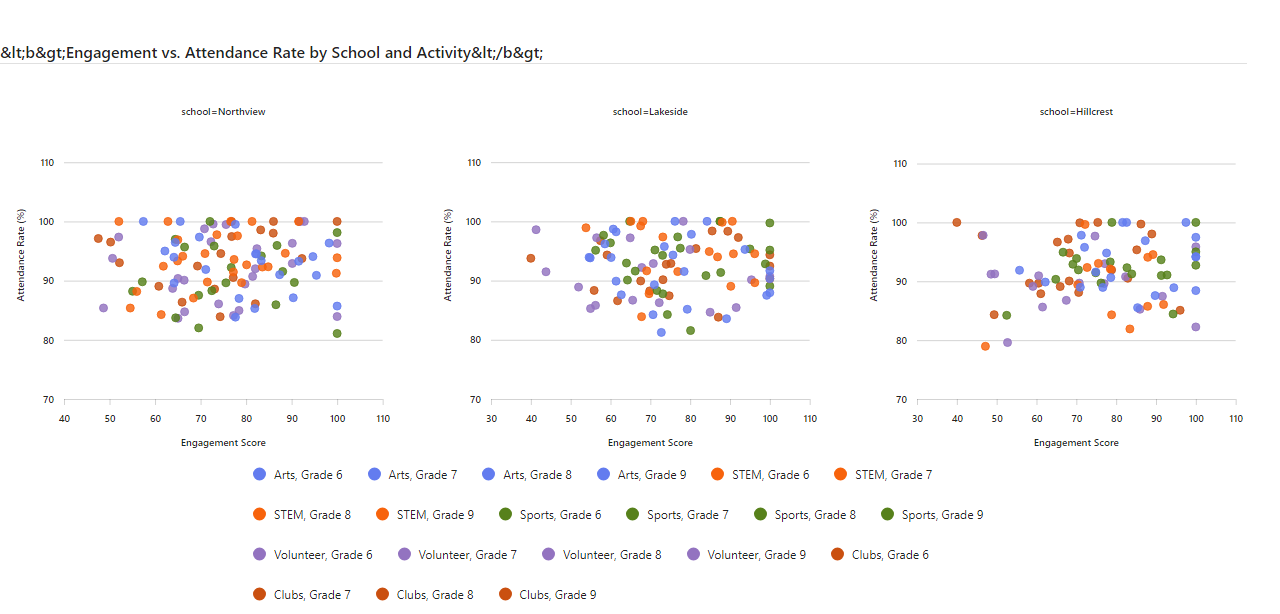 &lt;b&gt;Engagement vs. Attendance Rate by School and Activity&lt;/b&gt;
school=Northview
school=Lakeside
school=Hillcrest
Attendance Rate (%)
110
100
90
80
70
40 50 60 70 80 90 100 110
Engagement Score
Attendance Rate (%)
110
100
90
80
70
30 40 50 60 70 80 90 100 110
Engagement Score
Attendance Rate (%)
110
100
90
80
70
30 40 50 60 70 80 90 100 110
Engagement Score
Arts, Grade 6 Arts, Grade 7 Arts, Grade 8 Arts, Grade 9 STEM, Grade 6 STEM, Grade 7
STEM, Grade 8 STEM, Grade 9 Sports, Grade 6 Sports, Grade 7 Sports, Grade 8 Sports, Grade 9
Volunteer, Grade 6 Volunteer, Grade 7 Volunteer, Grade 8 Volunteer, Grade 9 Clubs, Grade 6
Clubs, Grade 7 Clubs, Grade 8 Clubs, Grade 9